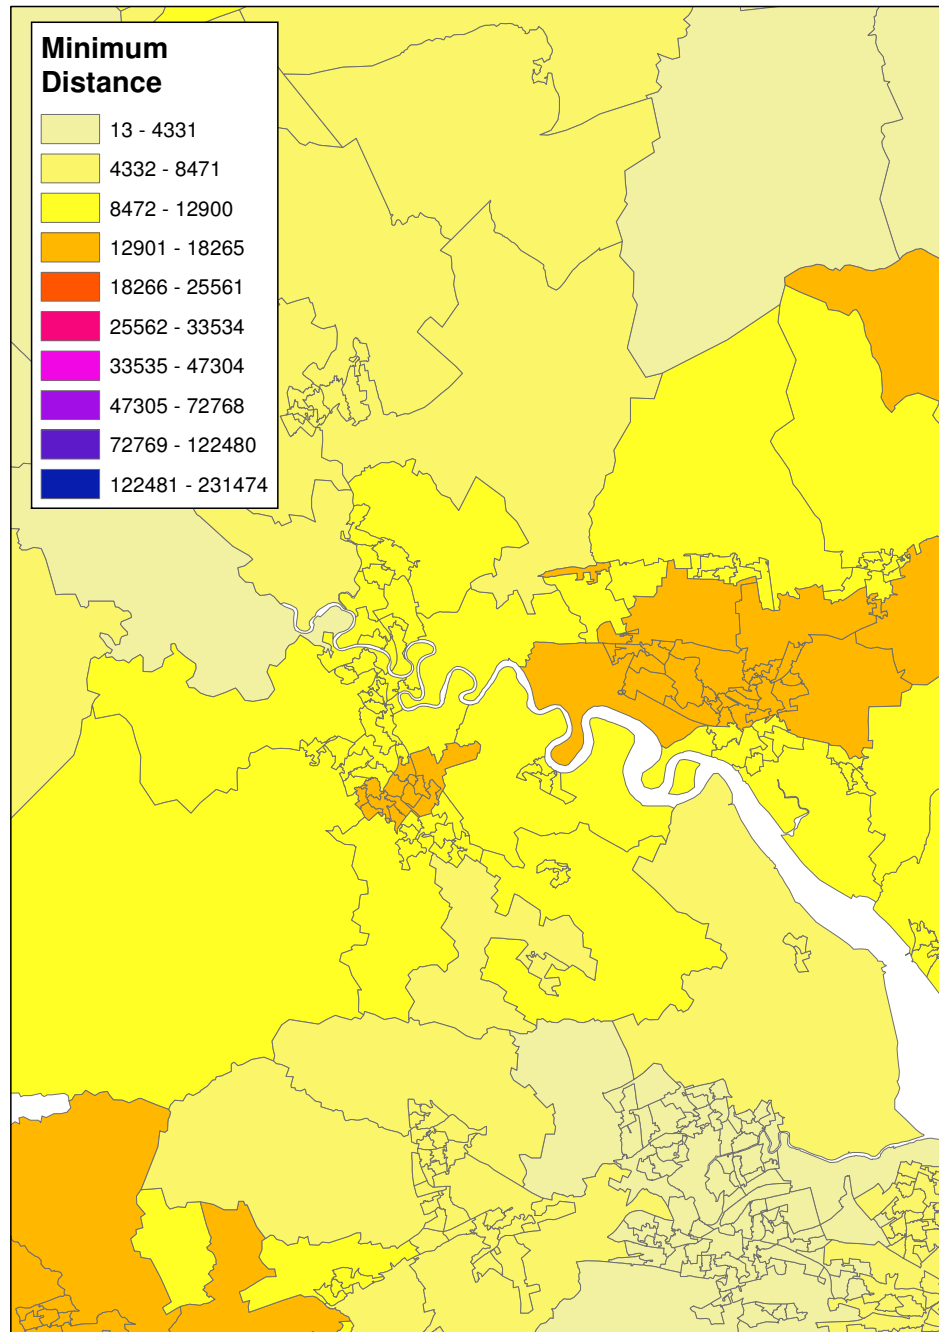 Minimum
Distance
13 - 4331
4332 - 8471
8472 - 12900
12901 - 18265
18266 - 25561
25562 - 33534
33535 - 47304
47305 - 72768
72769 - 122480
122481 - 231474